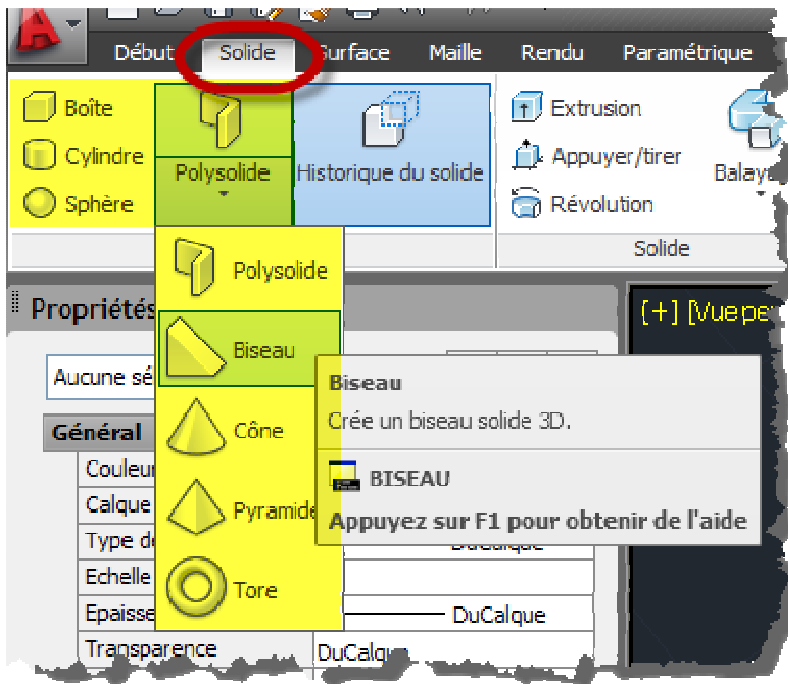 Début Solide Surface Maille Rendu Paramétrique
Boîte
Cylindre
Sphère
Polysolide
Historique du solide
Extrusion
Appuyer/tirer
Révolution
Solide
Polysolide
Biseau
Cône
Pyramide
Tore
Biseau
Crée un biseau solide 3D.
BISEAU
Appuyez sur F1 pour obtenir de l'aide
Propriétés
Aucune sé
Général
Couleur
Calque
Type d
Echelle
Epaisse DuCalque
Transparence DuCalque
[+] [Vue pe